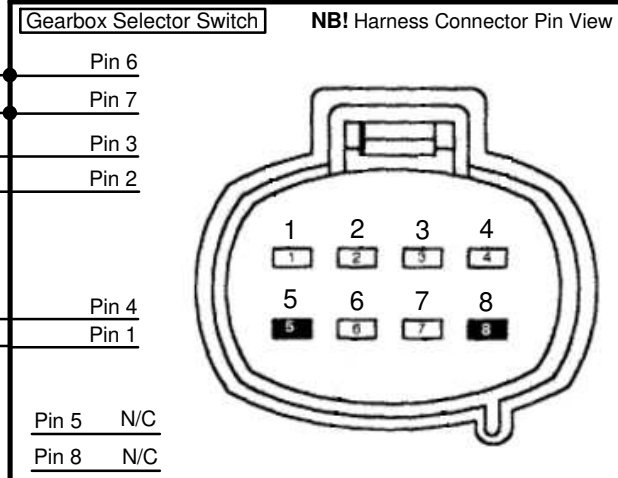 Gearbox Selector Switch
NB! Harness Connector Pin View
Pin 6
Pin 7
Pin 3
Pin 2
Pin 4
Pin 1
Pin 5 N/C
Pin 8 N/C
1 2 3 4
1 2 3 4
5 6 7 8
5 6 7 8